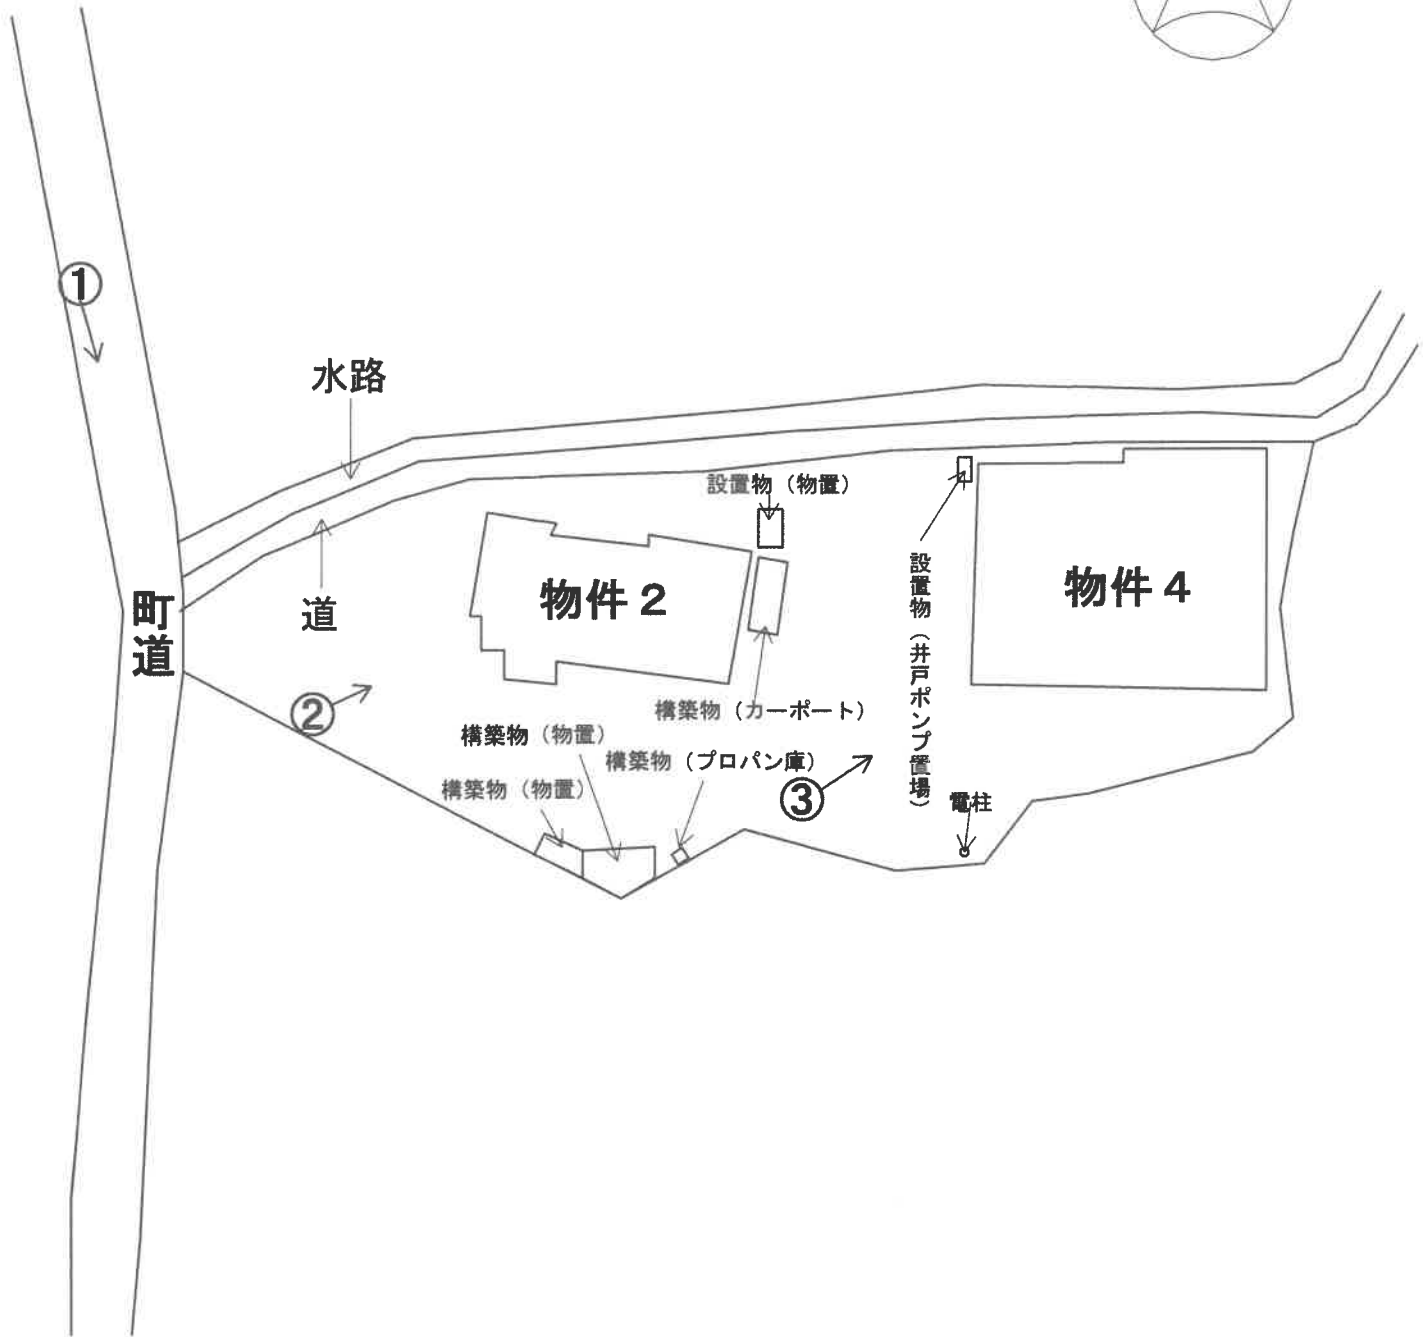 ①
水路
設置物（物置）
物件２
物件４
道
町道
設置物（井戸ポンプ置場）
②
構築物（カーポート）
構築物（物置）
構築物（プロパン庫）
構築物（物置）
③
電柱